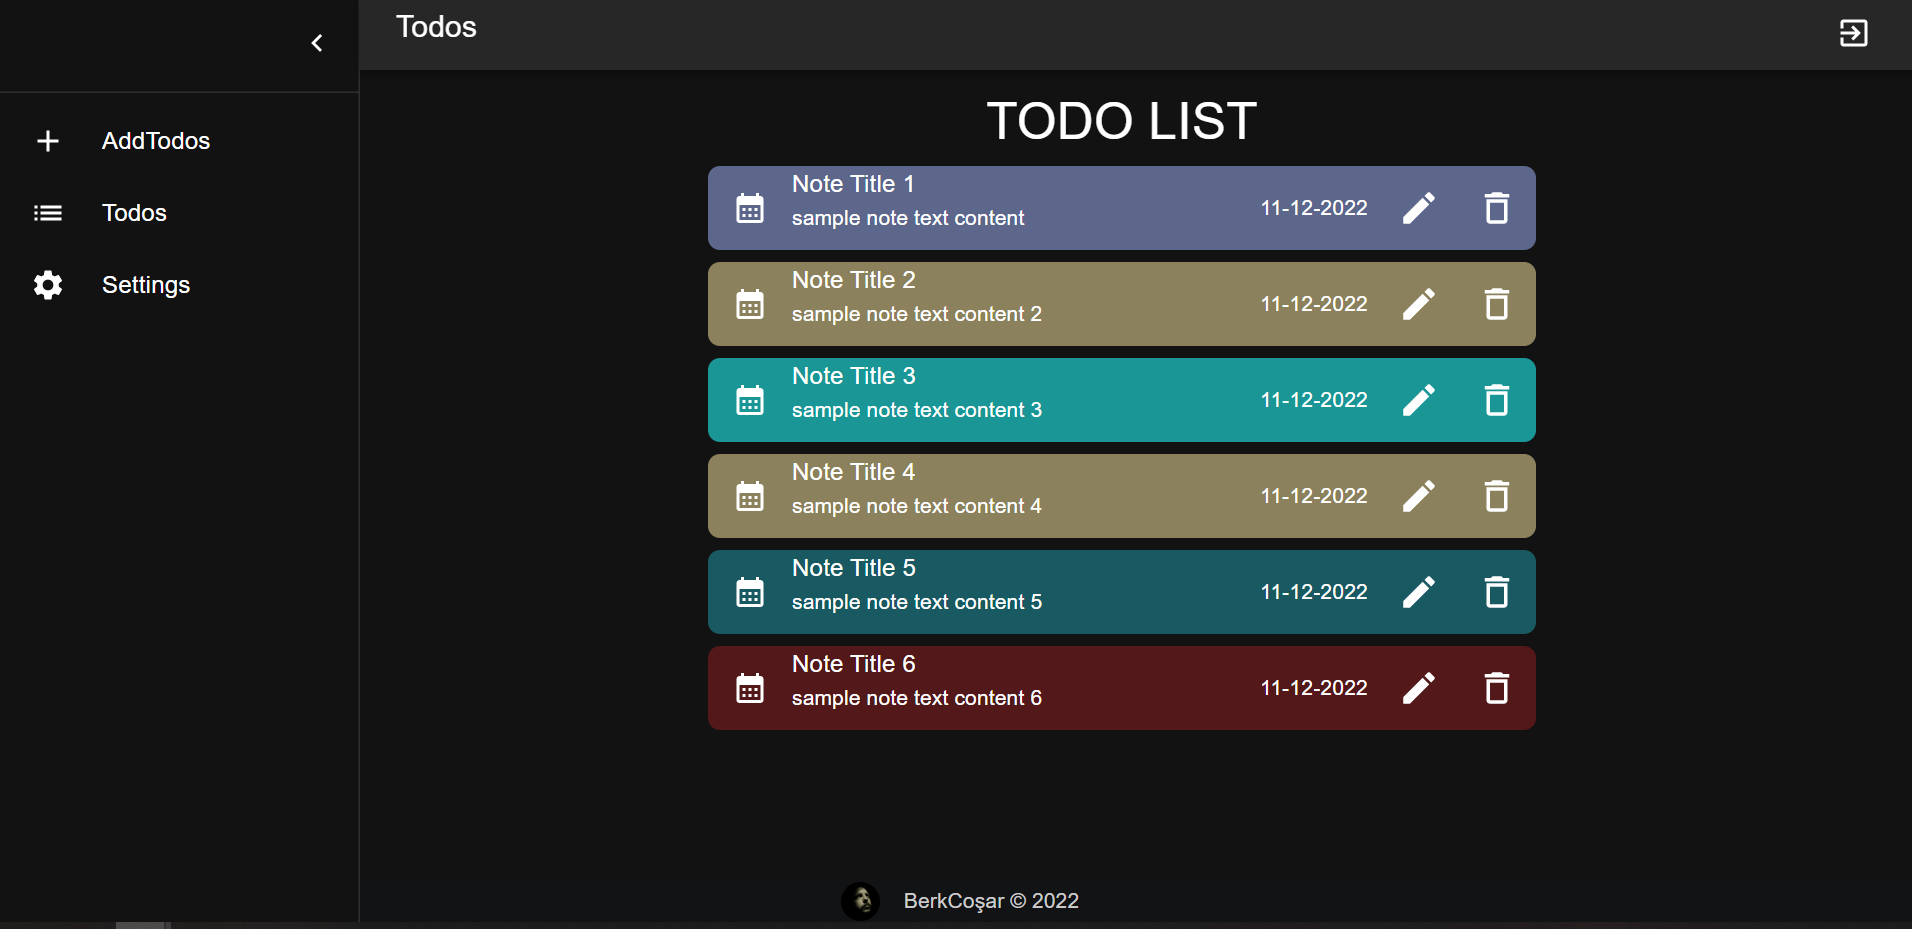 Todos
AddTodos
Todos
Settings
TODO LIST
Note Title 1
sample note text content
11-12-2022
Note Title 2
sample note text content 2
11-12-2022
Note Title 3
sample note text content 3
11-12-2022
Note Title 4
sample note text content 4
11-12-2022
Note Title 5
sample note text content 5
11-12-2022
Note Title 6
sample note text content 6
11-12-2022
BerkCoşar © 2022